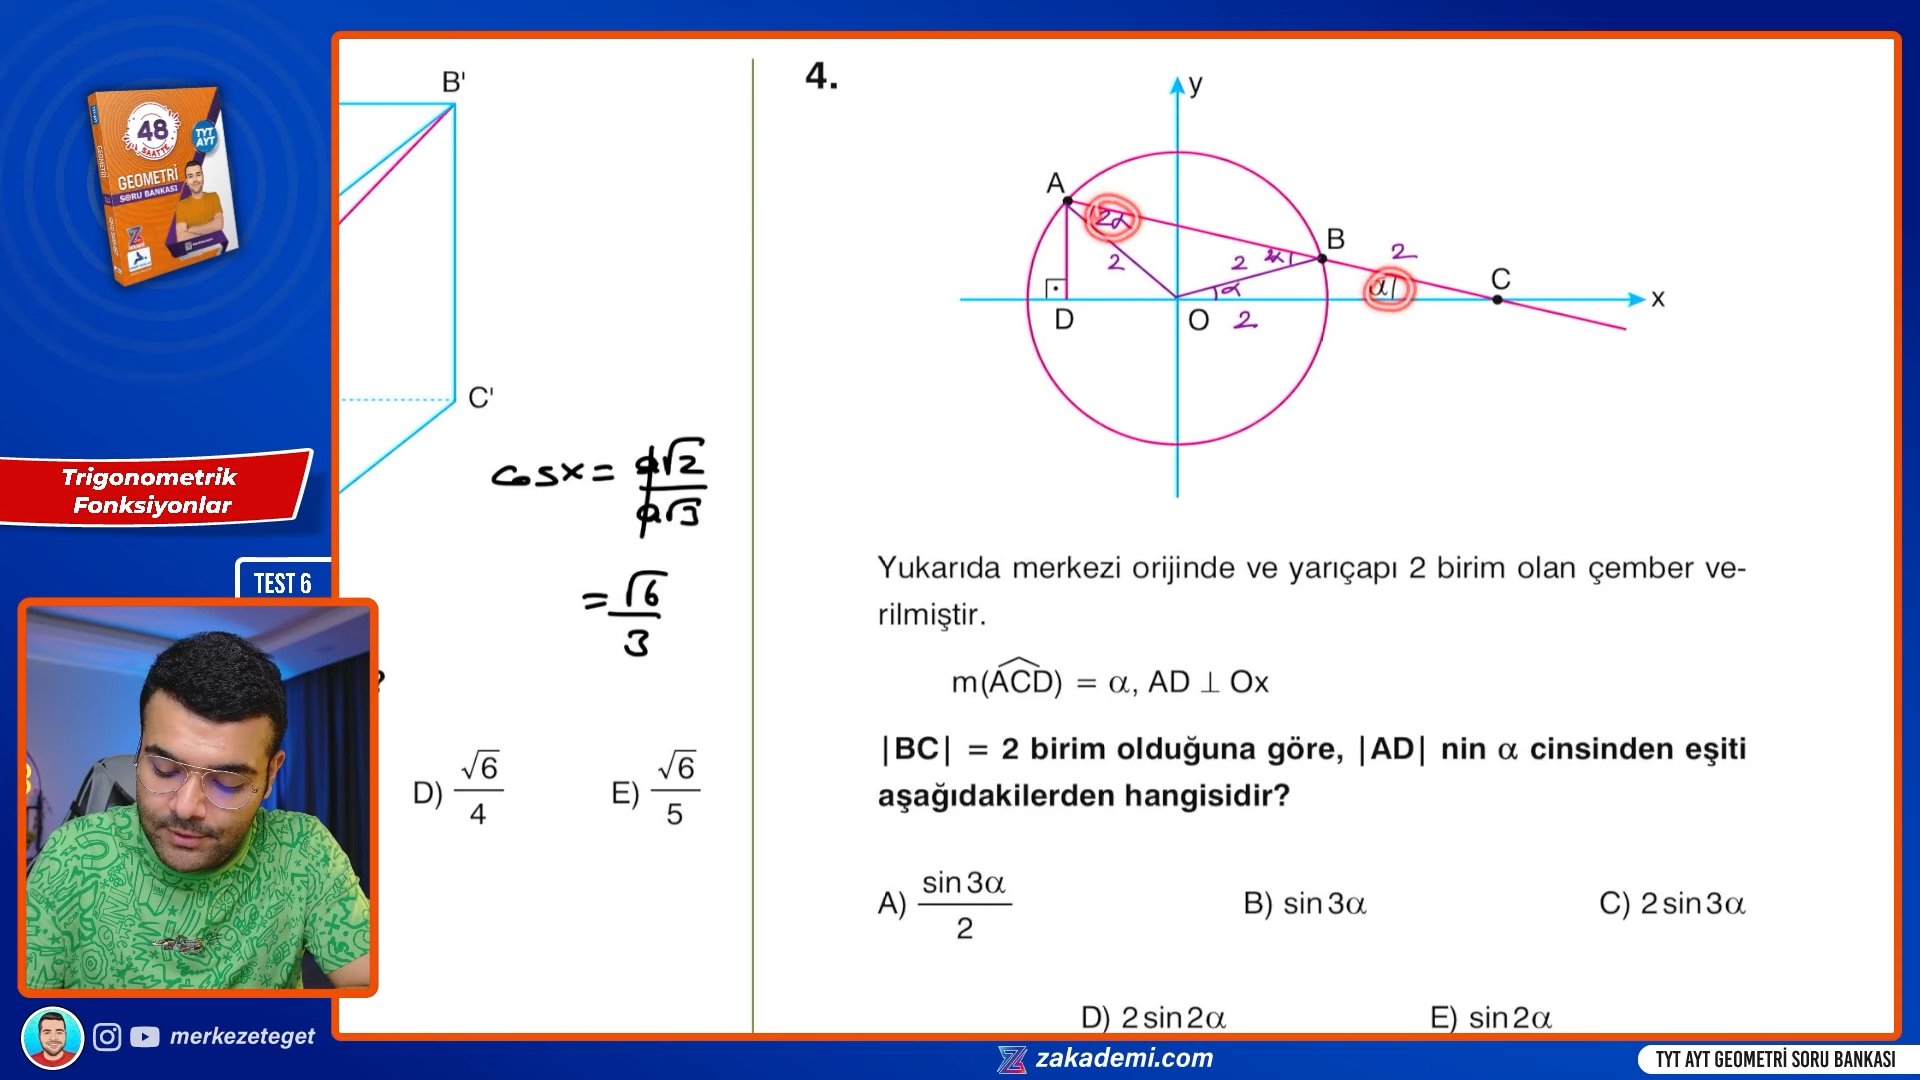 48
SAATTE
TYT
AYT
GEOMETRİ
SORU BANKASI
Trigonometrik
Fonksiyonlar
TEST 6
merkezeteget
B'
C'
cosx = a√2 / a√3
= √6 / 3
?
D) √6 / 4
E) √6 / 5
4.
y
A
2α
B
2
2
2α
2
α
α
C
x
D
O
2
Yukarıda merkezi orijinde ve yarıçapı 2 birim olan çember ve-
rilmiştir.
m(ACD) = α, AD ⊥ Ox
|BC| = 2 birim olduğuna göre, |AD| nin α cinsinden eşiti
aşağıdakilerden hangisidir?
A) sin3α / 2
B) sin3α
C) 2sin3α
D) 2sin2α
E) sin2α
zakademi.com
TYT AYT GEOMETRİ SORU BANKASI